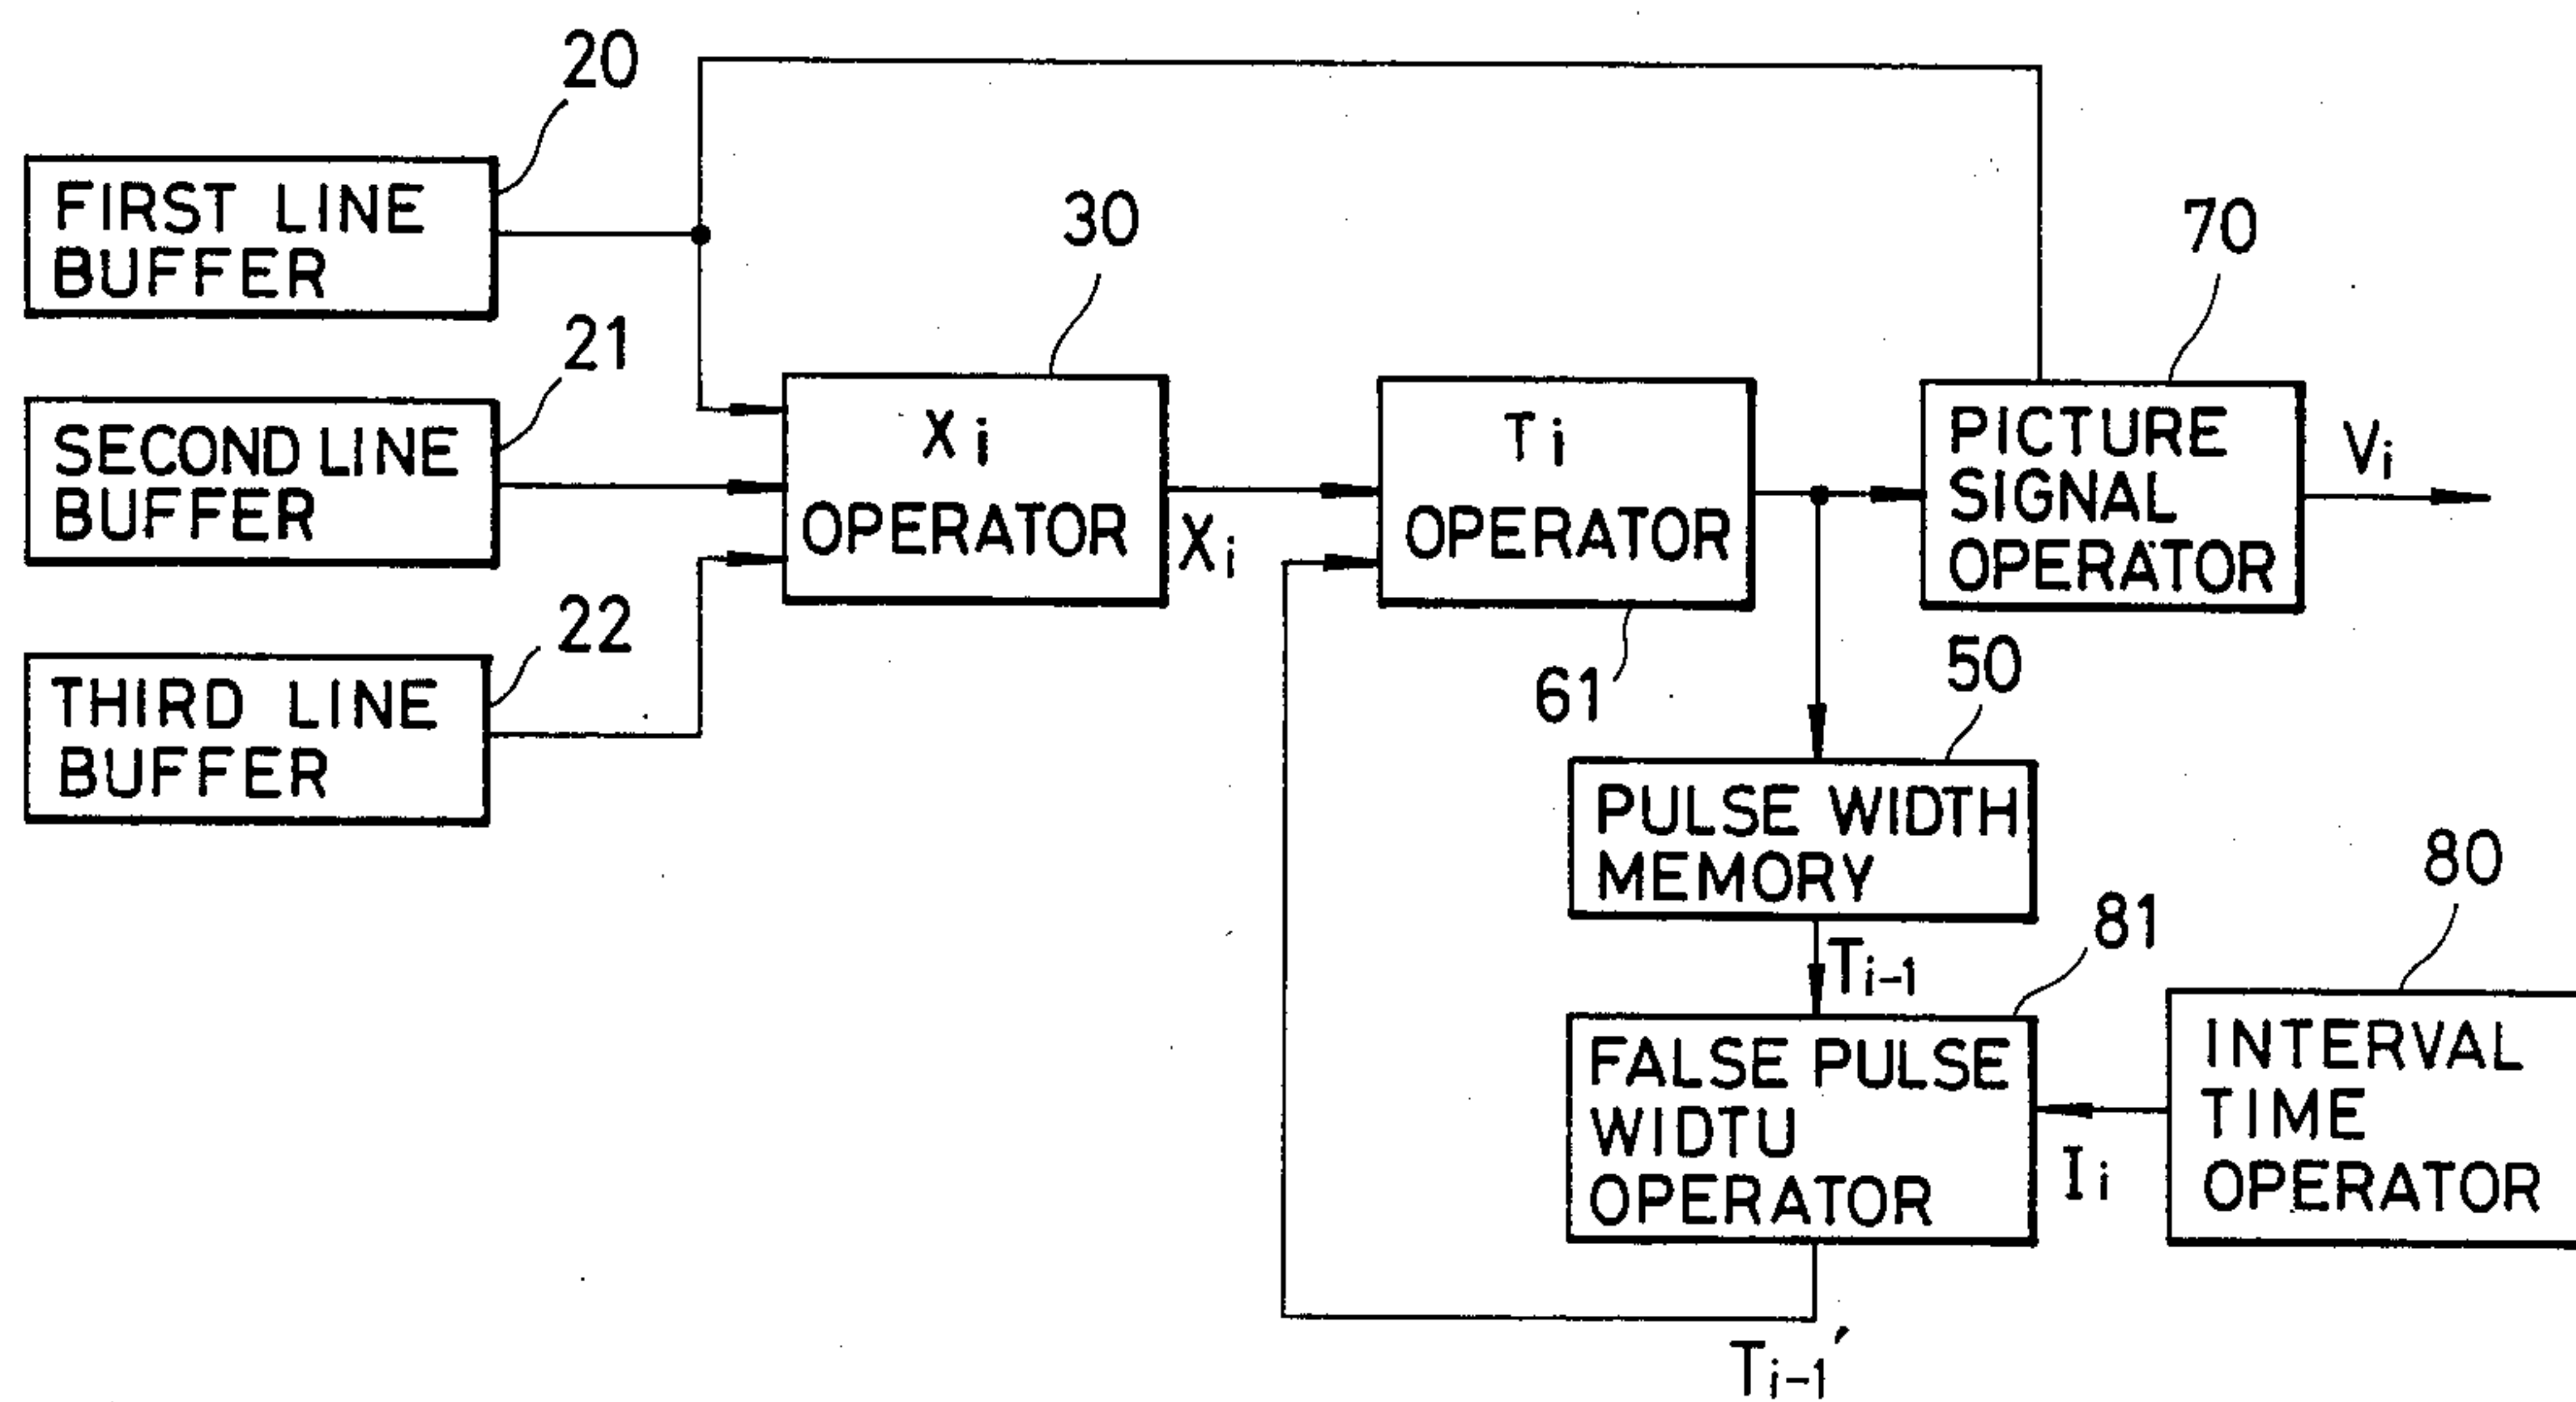 20
FIRST LINE
BUFFER
21
SECOND LINE
BUFFER
22
THIRD LINE
BUFFER
30
Xi
OPERATOR
Xi
Ti
OPERATOR
61
70
PICTURE
SIGNAL
OPERATOR
Vi
50
PULSE WIDTH
MEMORY
Ti-1
81
FALSE PULSE
WIDTU
OPERATOR
80
INTERVAL
TIME
OPERATOR
Ii
Ti-1'